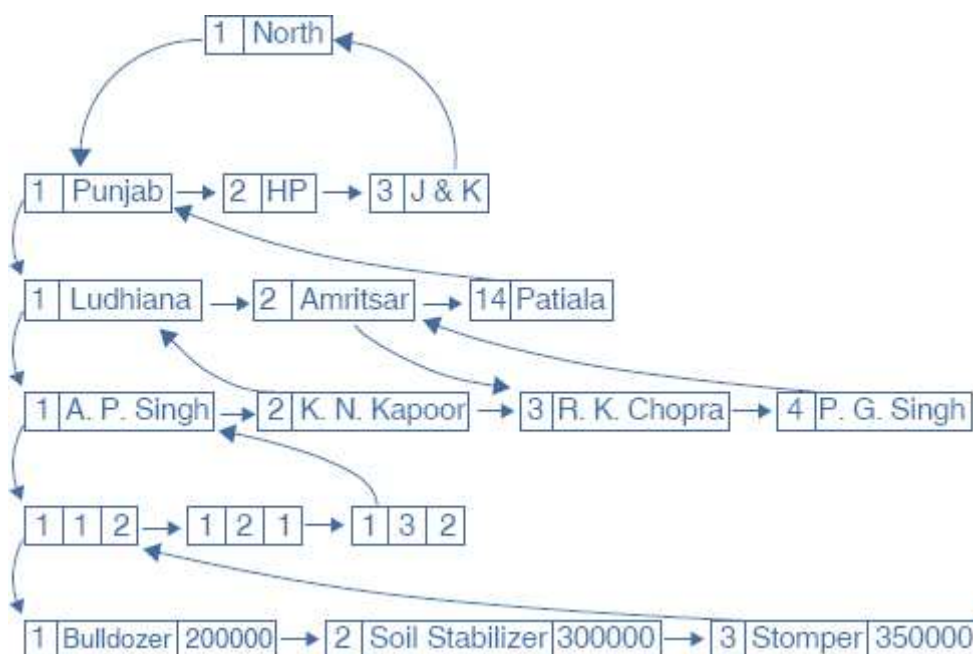 1 North
1 Punjab 2 HP 3 J & K
1 Ludhiana 2 Amritsar 14 Patiala
1 A. P. Singh 2 K. N. Kapoor 3 R. K. Chopra 4 P. G. Singh
1 1 2 1 2 1 1 3 2
1 Bulldozer 200000 2 Soil Stabilizer 300000 3 Stomper 350000